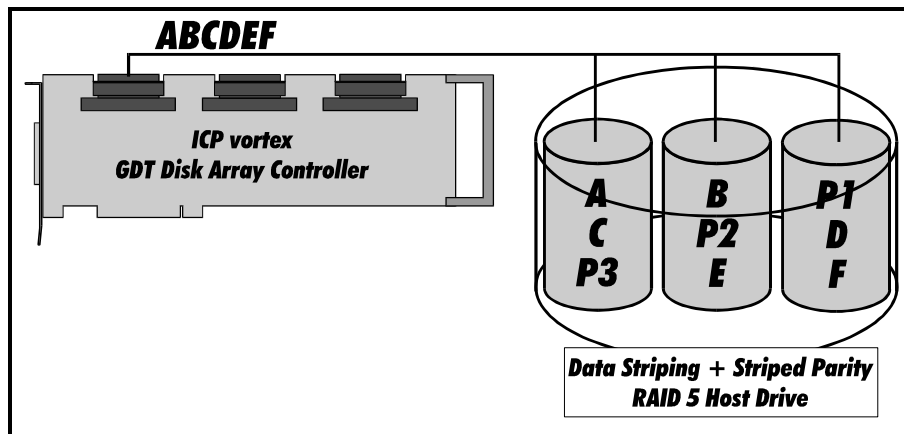 ABCDEF
ICP vortex
GDT Disk Array Controller
A
C
P3
B
P2
E
P1
D
F
Data Striping + Striped Parity
RAID 5 Host Drive